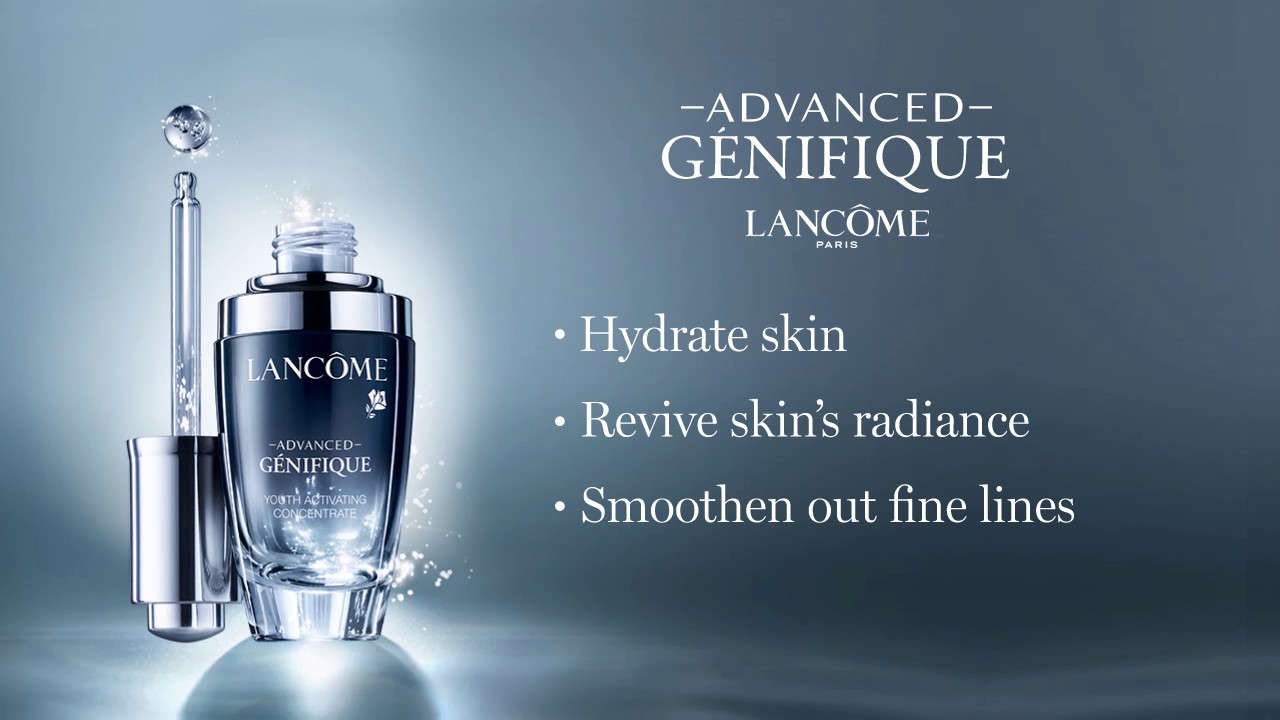 –ADVANCED–
GÉNIFIQUE
LANCÔME
PARIS
• Hydrate skin
• Revive skin’s radiance
• Smoothen out fine lines
LANCÔME
–ADVANCED–
GÉNIFIQUE
YOUTH ACTIVATING
CONCENTRATE